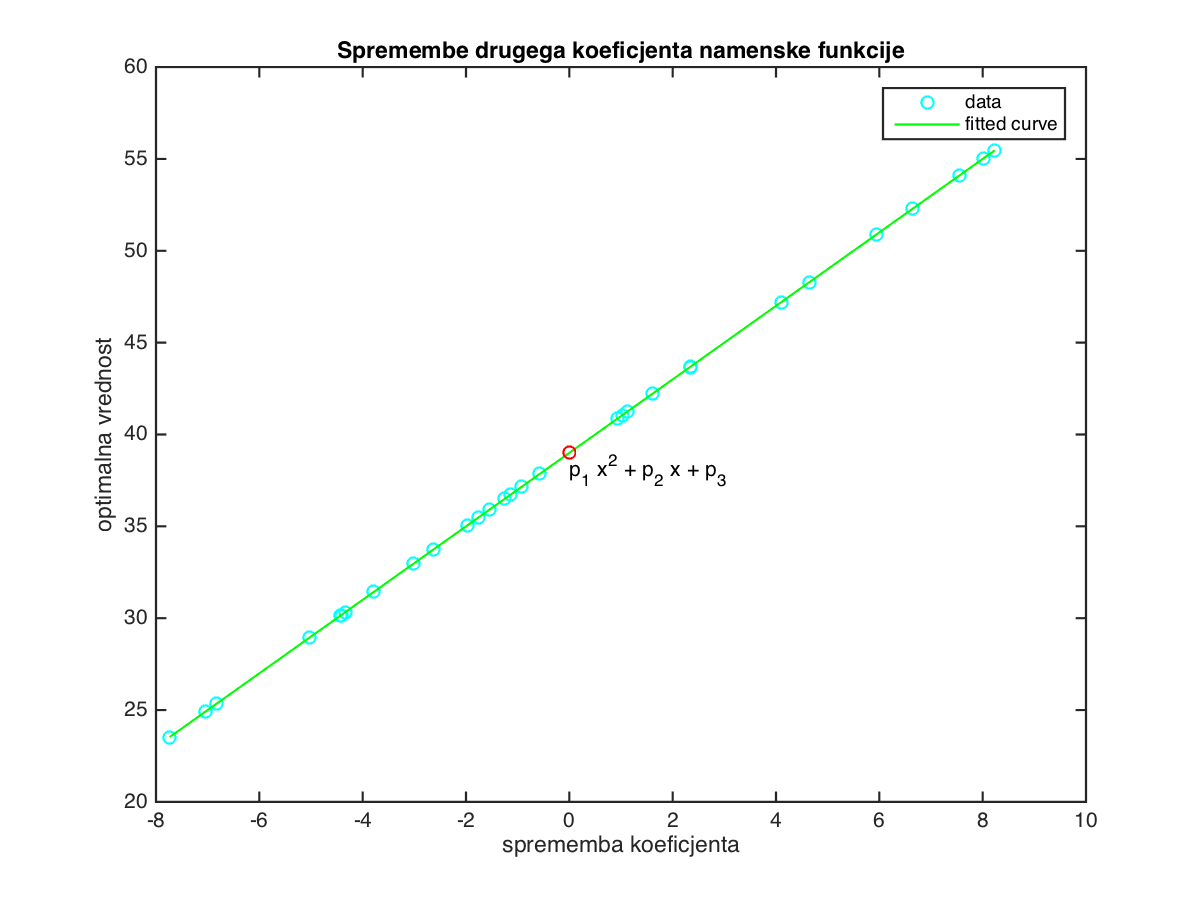 Spremembe drugega koeficjenta namenske funkcije
data
fitted curve
60
55
50
45
40
35
30
25
20
optimalna vrednost
p₁ x² + p₂ x + p₃
-8 -6 -4 -2 0 2 4 6 8 10
sprememba koeficjenta